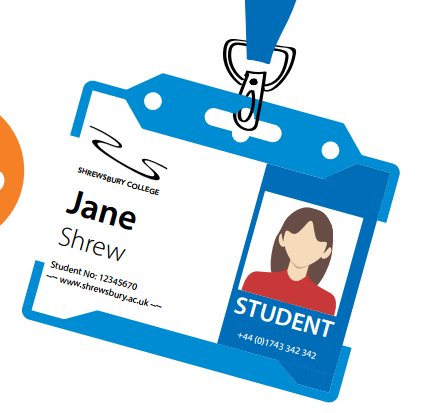 SHREWSBURY COLLEGE
Jane
Shrew
Student No: 12345670
~~ www.shrewsbury.ac.uk ~~
STUDENT
+44 (0)1743 342 342